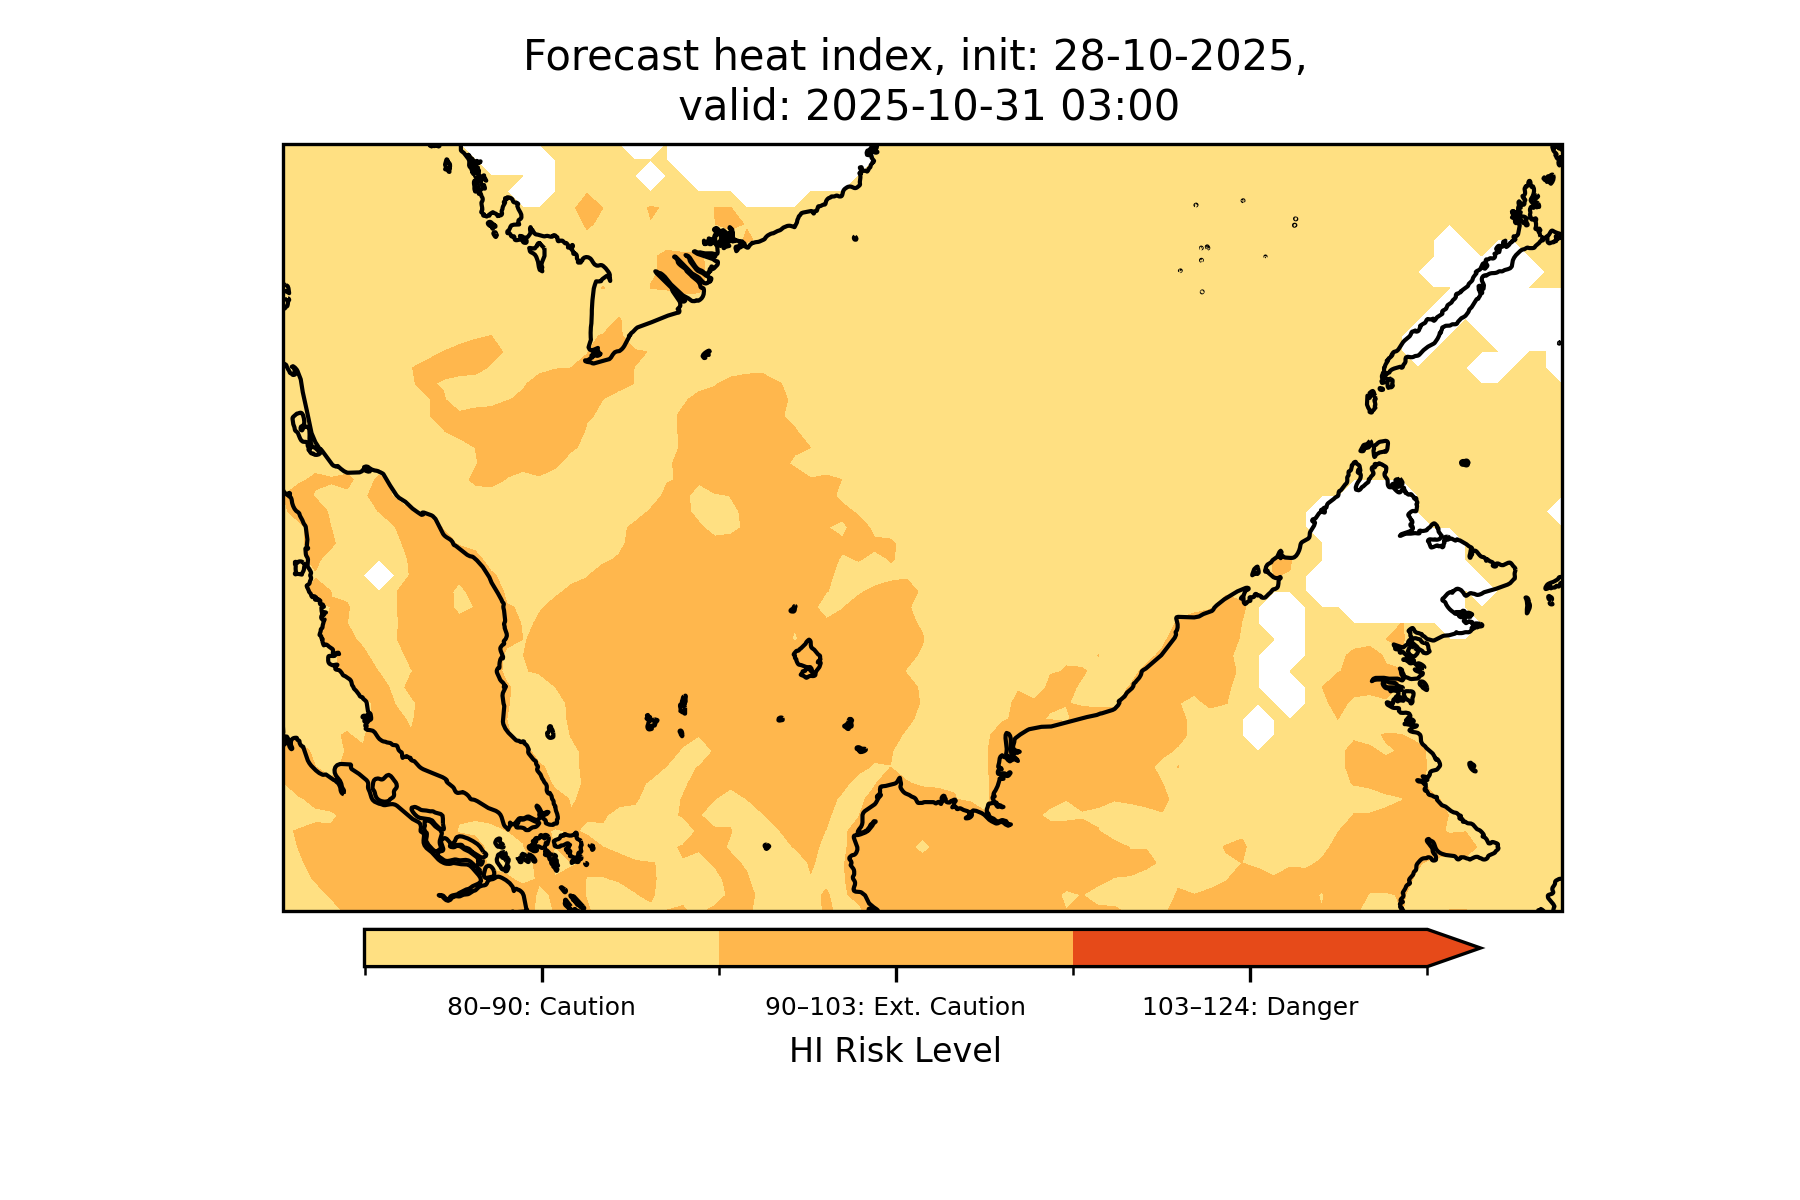 Forecast heat index, init: 28-10-2025,
valid: 2025-10-31 03:00
80–90: Caution
90–103: Ext. Caution
103–124: Danger
HI Risk Level